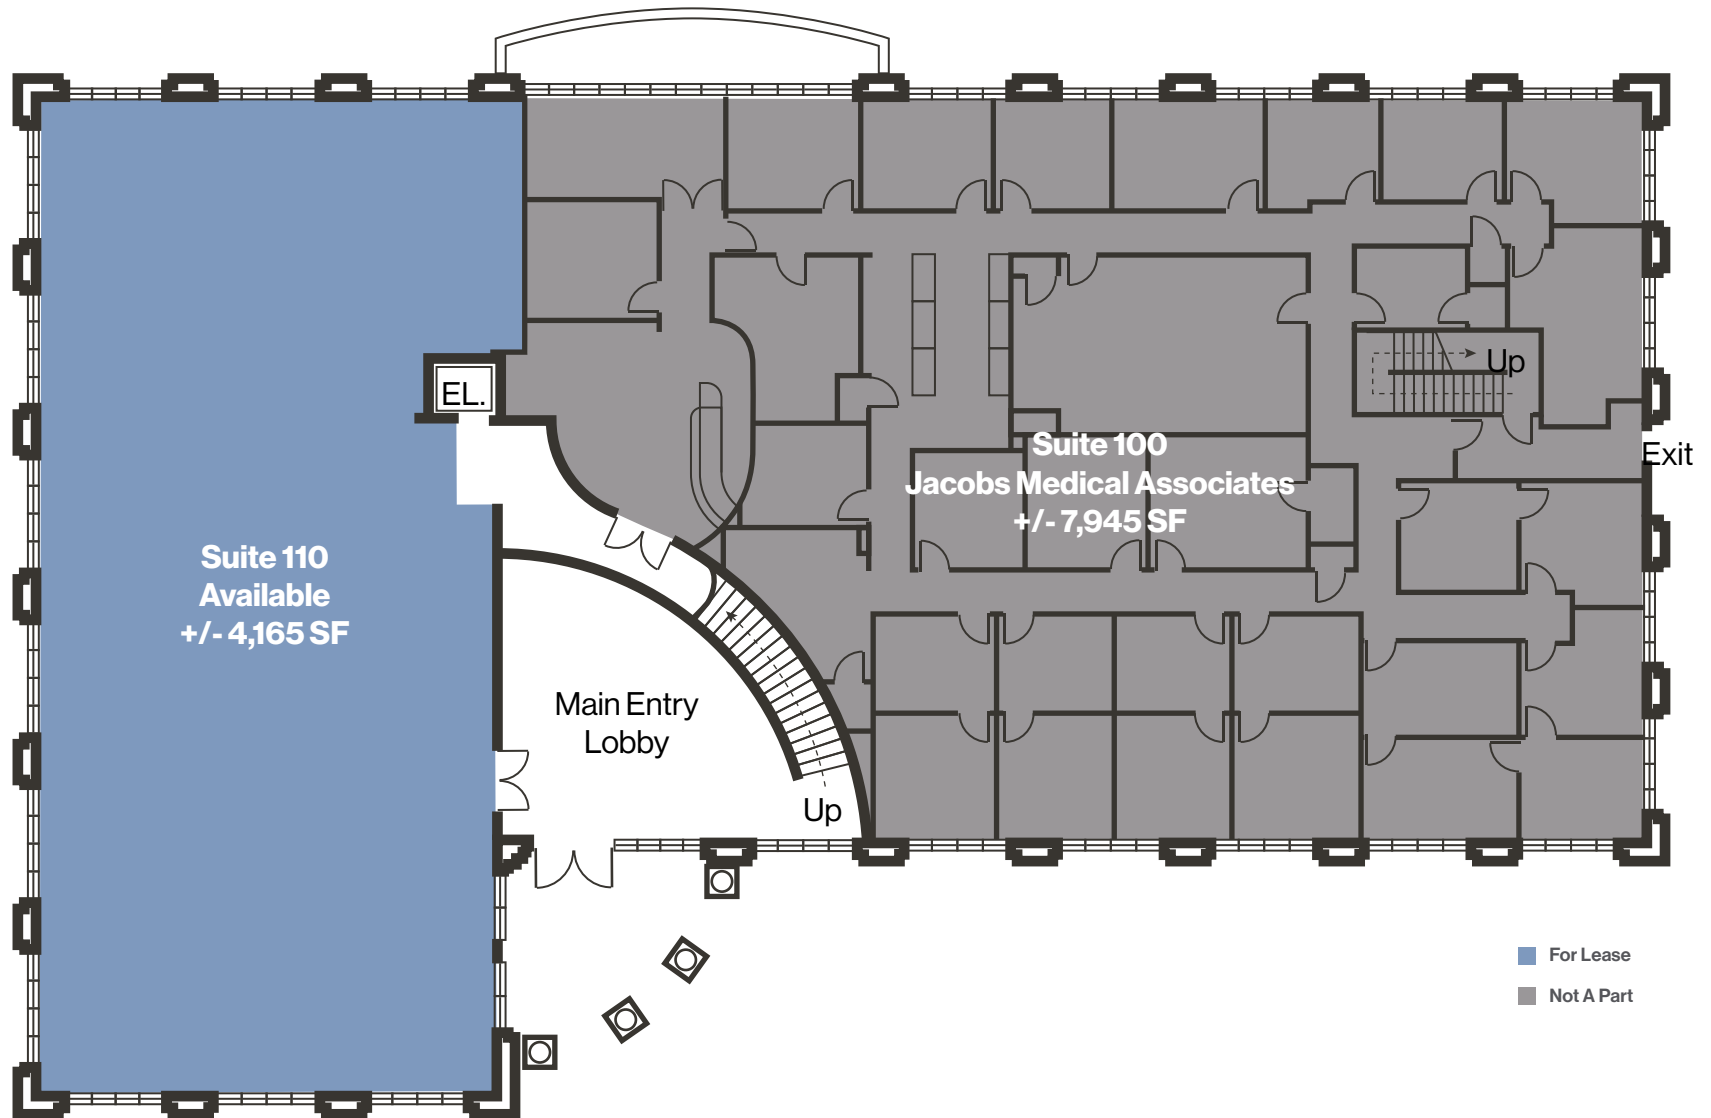 EL.
Up
Suite 100
Jacobs Medical Associates
+/- 7,945 SF
Exit
Suite 110
Available
+/- 4,165 SF
Main Entry
Lobby
Up
For Lease
Not A Part